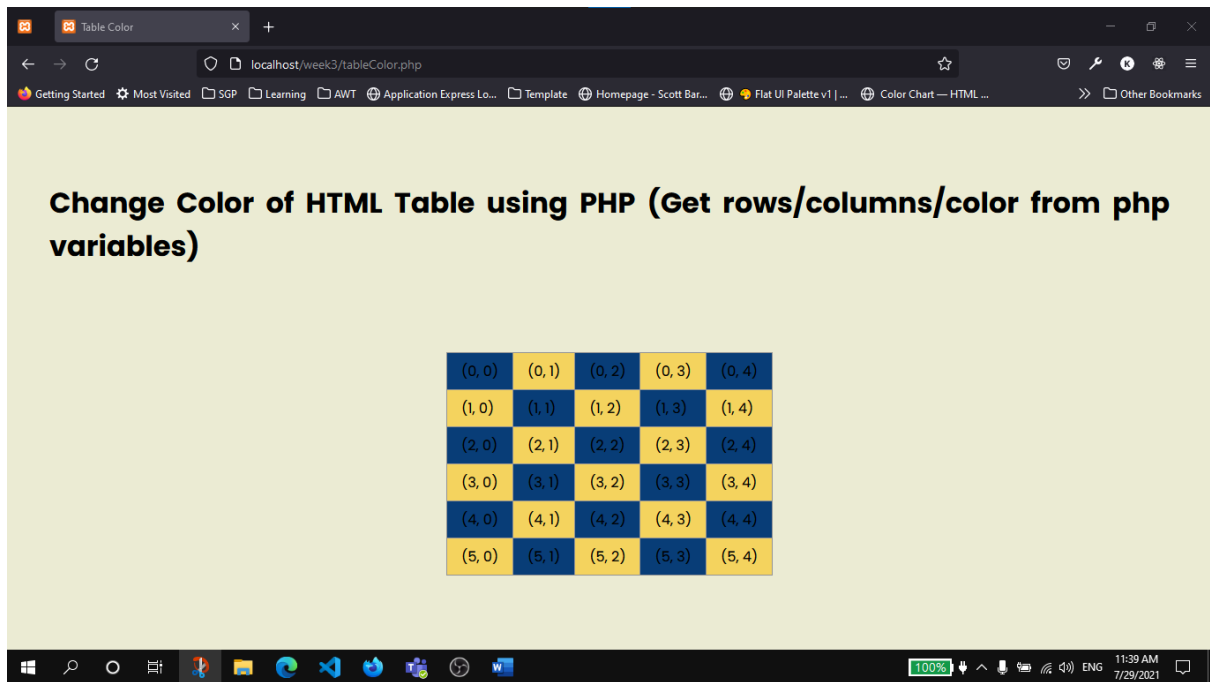 Table Color
localhost/week3/tableColor.php
Getting Started Most Visited SGP Learning AWT Application Express Lo... Template Homepage - Scott Bar... Flat UI Palette v1 | ... Color Chart — HTML ... Other Bookmarks
Change Color of HTML Table using PHP (Get rows/columns/color from php
variables)
(0, 0) (0, 1) (0, 2) (0, 3) (0, 4)
(1, 0) (1, 1) (1, 2) (1, 3) (1, 4)
(2, 0) (2, 1) (2, 2) (2, 3) (2, 4)
(3, 0) (3, 1) (3, 2) (3, 3) (3, 4)
(4, 0) (4, 1) (4, 2) (4, 3) (4, 4)
(5, 0) (5, 1) (5, 2) (5, 3) (5, 4)
100% ENG 11:39 AM
7/29/2021